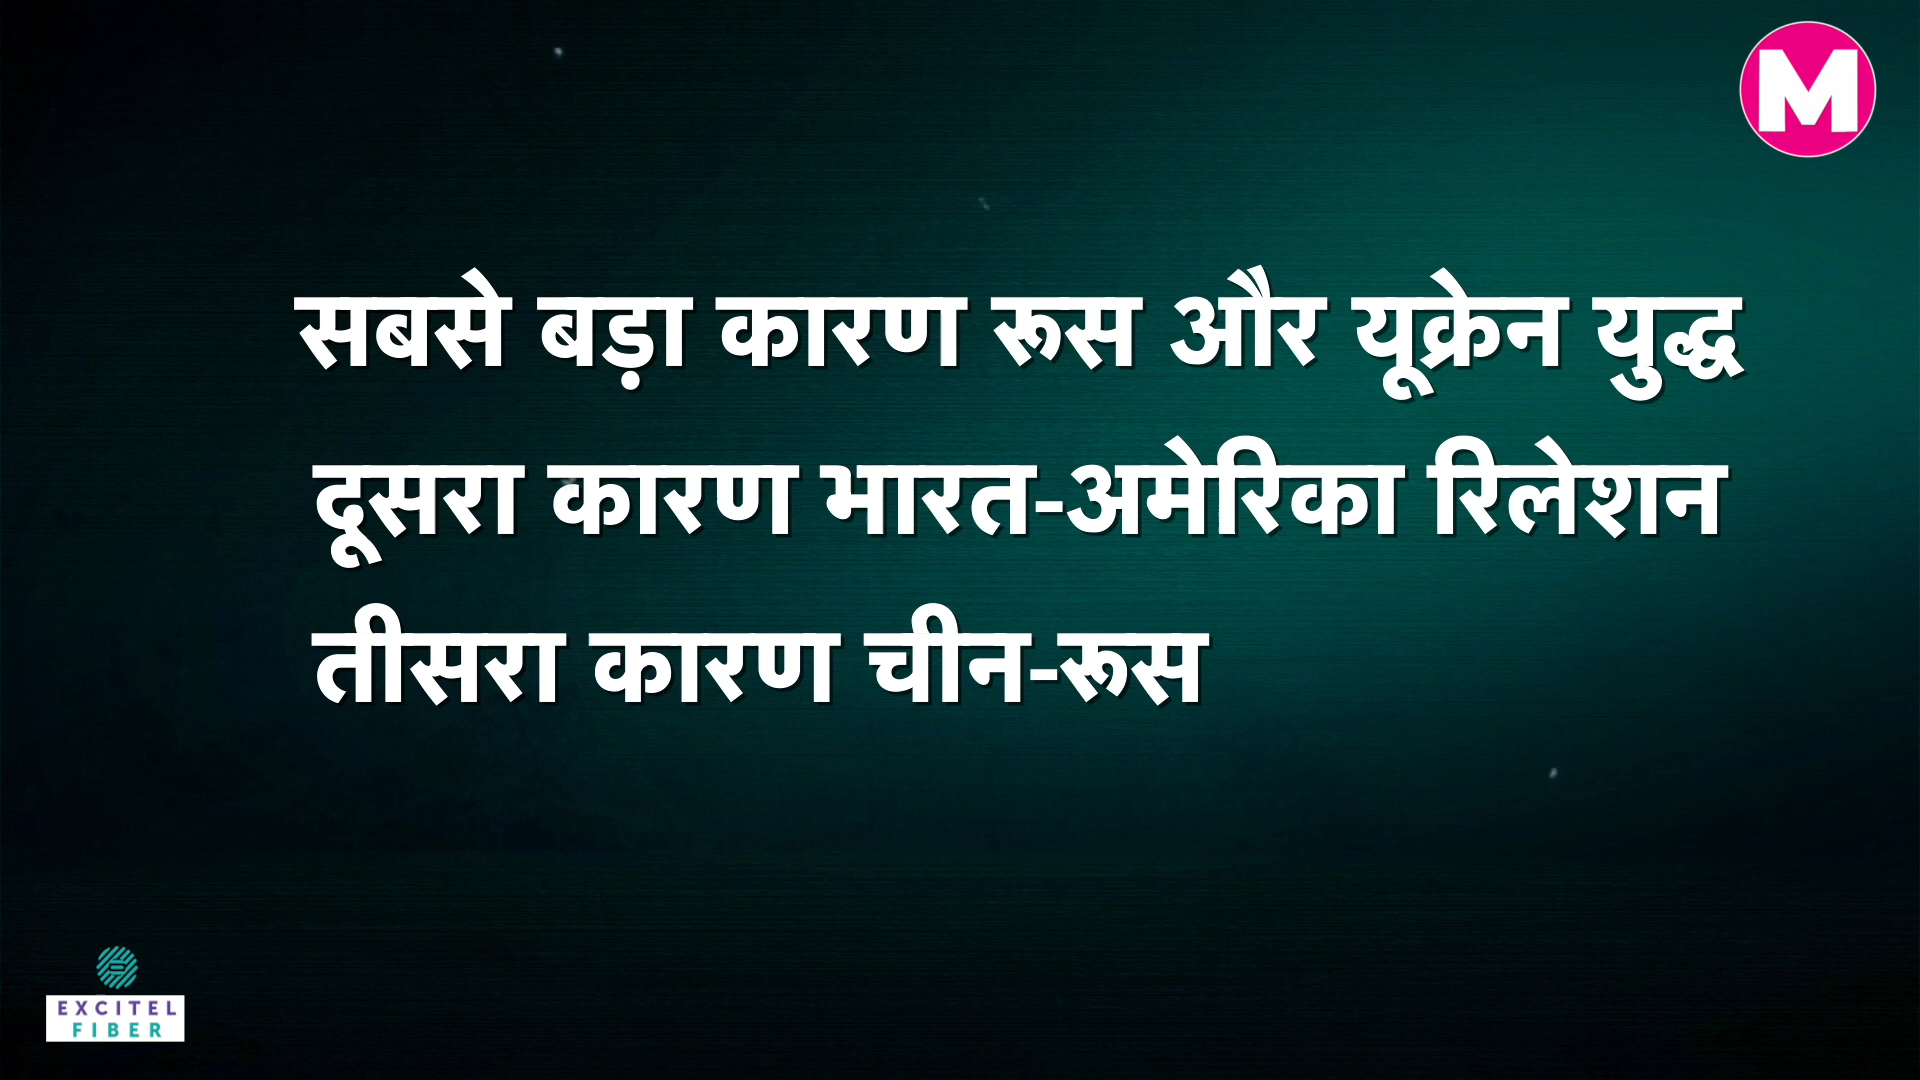 M
सबसे बड़ा कारण रूस और यूक्रेन युद्ध
दूसरा कारण भारत-अमेरिका रिलेशन
तीसरा कारण चीन-रूस
EXCITEL
FIBER